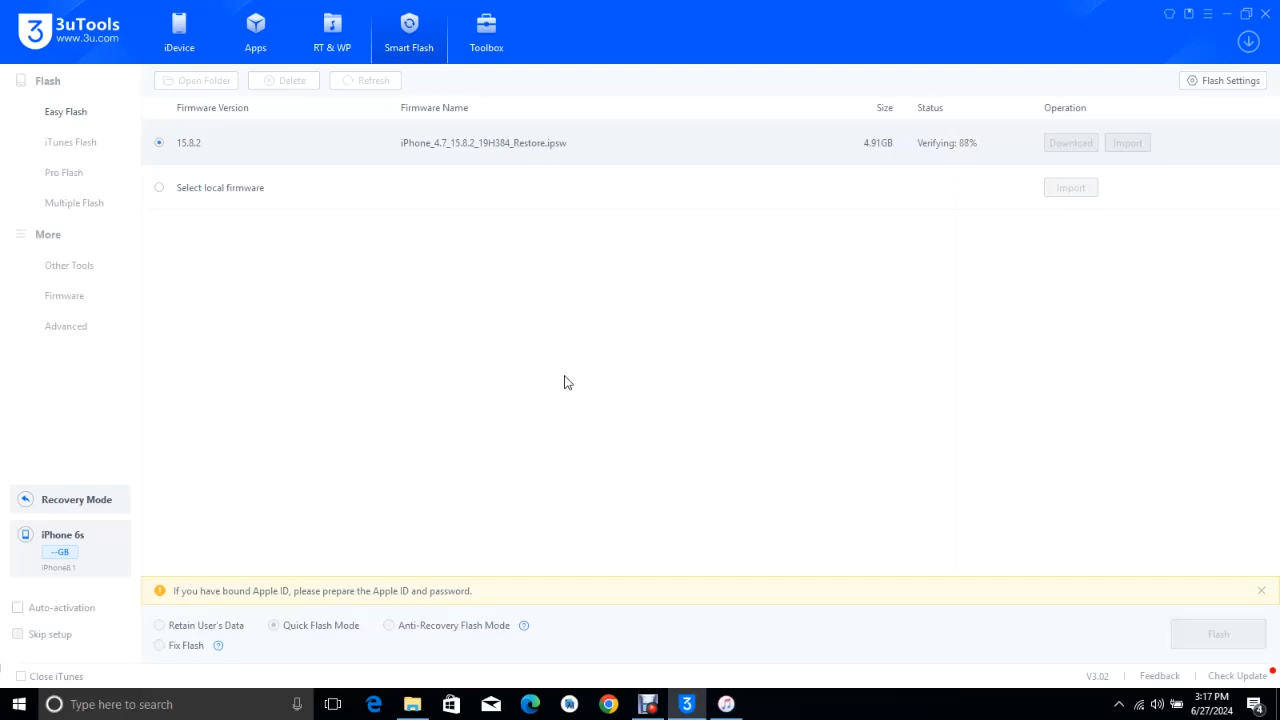 3uTools
www.3u.com
iDevice
Apps
RT & WP
Smart Flash
Toolbox
Flash
Easy Flash
iTunes Flash
Pro Flash
Multiple Flash
More
Other Tools
Firmware
Advanced
Recovery Mode
iPhone 6s
--GB
iPhone8,1
Auto-activation
Skip setup
Close iTunes
Open Folder
Delete
Refresh
Flash Settings
Firmware Version Firmware Name Size Status Operation
15.8.2 iPhone_4.7_15.8.2_19H384_Restore.ipsw 4.91GB Verifying: 88% Download Import
Select local firmware Import
If you have bound Apple ID, please prepare the Apple ID and password.
Retain User's Data Quick Flash Mode Anti-Recovery Flash Mode
Fix Flash
Flash
V3.02 Feedback Check Update
Type here to search
3:17 PM
6/27/2024
4